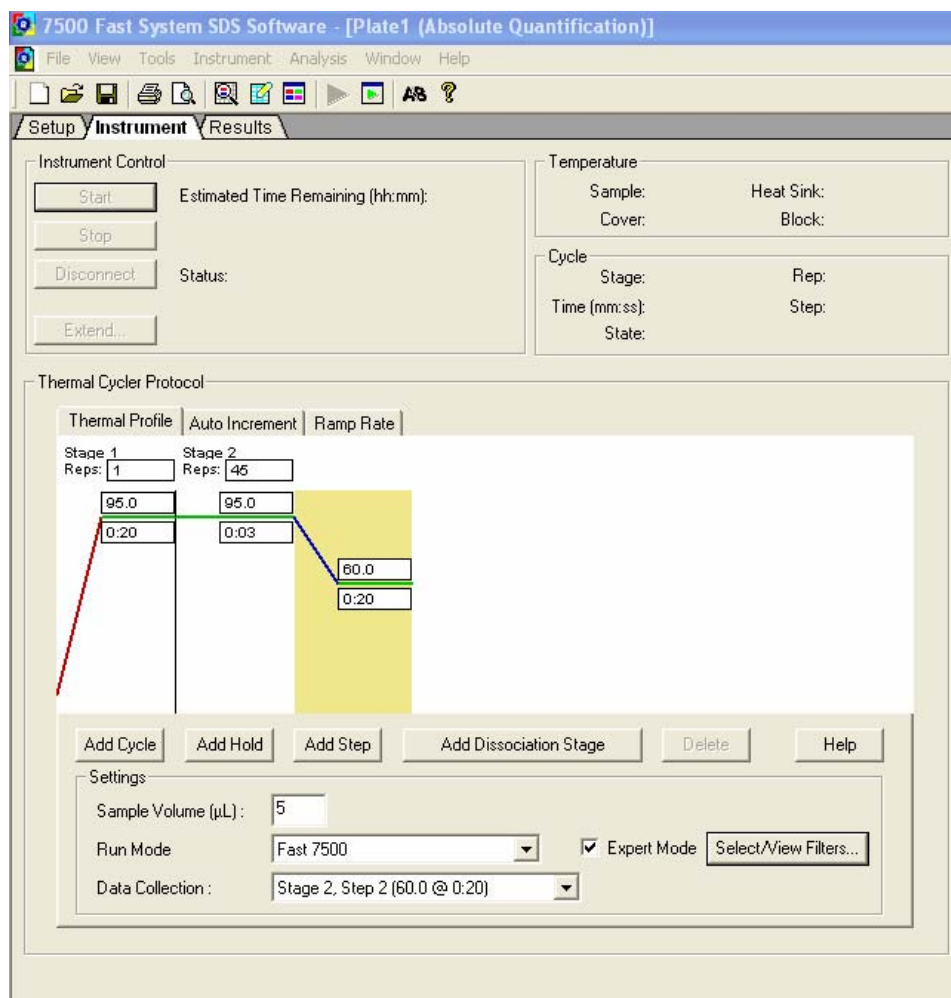 7500 Fast System SDS Software - [Plate1 (Absolute Quantification)]
File View Tools Instrument Analysis Window Help
AB ?
Setup Instrument Results
Instrument Control
Start Estimated Time Remaining (hh:mm):
Stop
Disconnect Status:
Extend...
Temperature
Sample: Heat Sink:
Cover: Block:
Cycle
Stage: Rep:
Time (mm:ss): Step:
State:
Thermal Cycler Protocol
Thermal Profile Auto Increment Ramp Rate
Stage 1 Stage 2
Reps: 1 Reps: 45
95.0 95.0
0:20 0:03
60.0
0:20
Add Cycle Add Hold Add Step Add Dissociation Stage Delete Help
Settings
Sample Volume (µL) : 5
Run Mode Fast 7500 Expert Mode Select/View Filters...
Data Collection : Stage 2, Step 2 (60.0 @ 0:20)